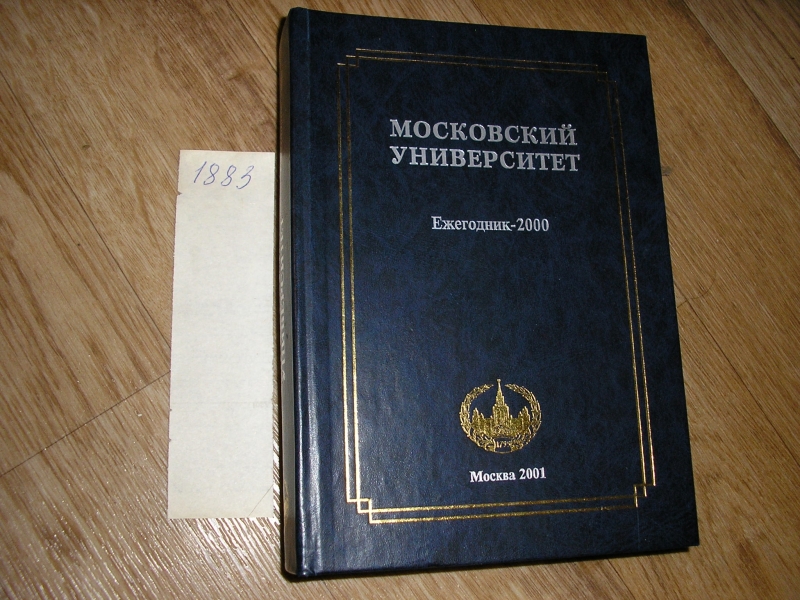 1883
МОСКОВСКИЙ
УНИВЕРСИТЕТ
Ежегодник-2000
Москва 2001